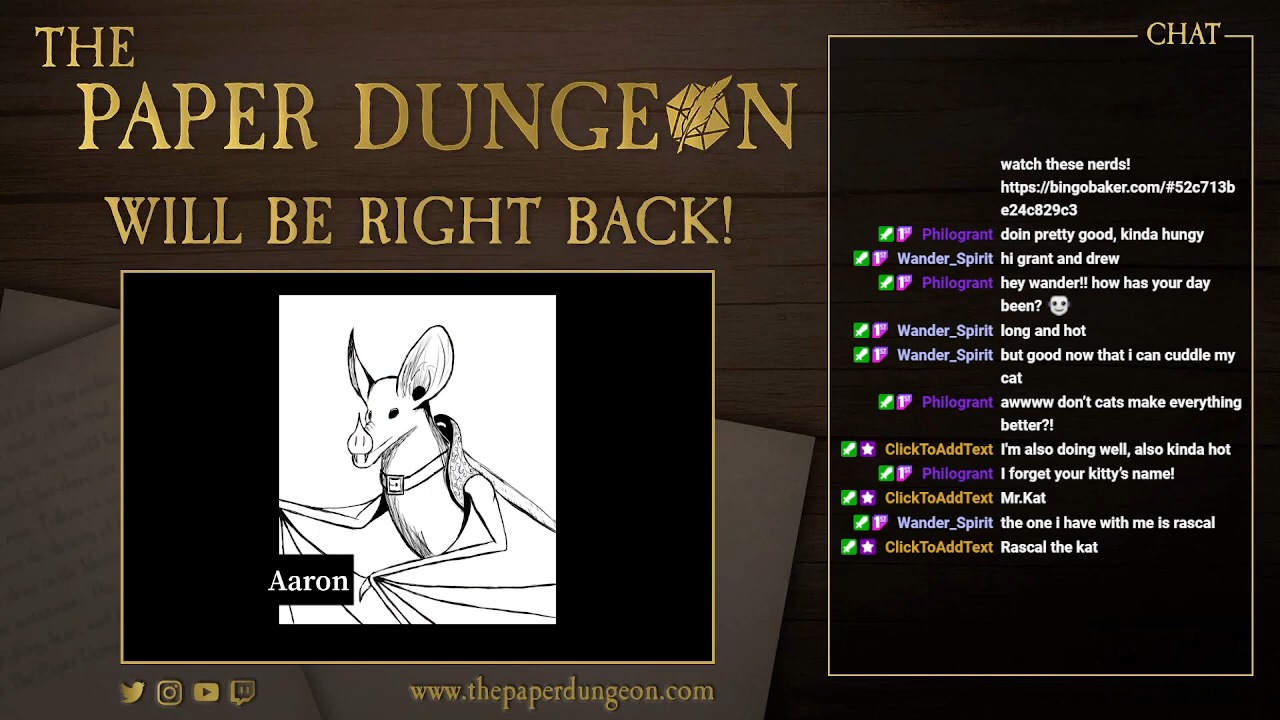 THE
PAPER DUNGEON
WILL BE RIGHT BACK!
Aaron
www.thepaperdungeon.com
CHAT
watch these nerds!
https://bingobaker.com/#52c713b
e24c829c3
Philogrant doin pretty good, kinda hungy
Wander_Spirit hi grant and drew
Philogrant hey wander!! how has your day
been?
Wander_Spirit long and hot
Wander_Spirit but good now that i can cuddle my
cat
Philogrant awwww don’t cats make everything
better?!
ClickToAddText I'm also doing well, also kinda hot
Philogrant I forget your kitty’s name!
ClickToAddText Mr.Kat
Wander_Spirit the one i have with me is rascal
ClickToAddText Rascal the kat